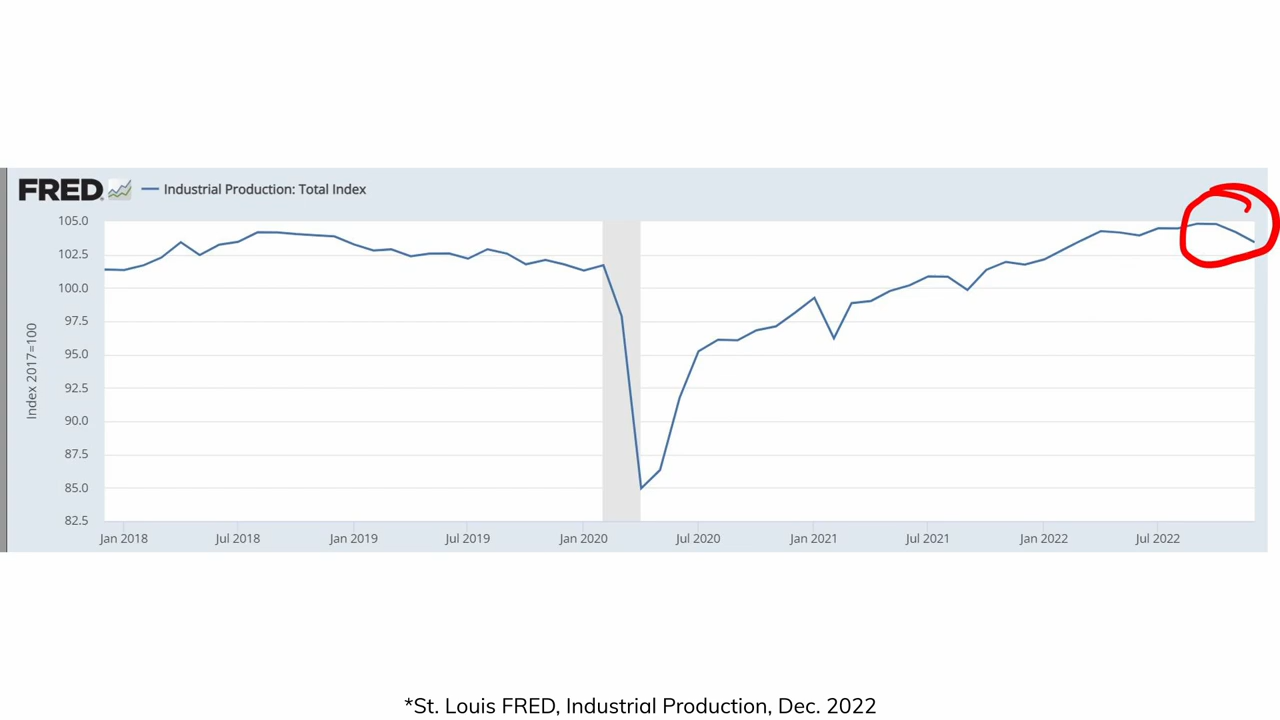 FRED Industrial Production: Total Index
105.0
102.5
100.0
97.5
95.0
92.5
90.0
87.5
85.0
82.5
Index 2017=100
Jan 2018 Jul 2018 Jan 2019 Jul 2019 Jan 2020 Jul 2020 Jan 2021 Jul 2021 Jan 2022 Jul 2022
*St. Louis FRED, Industrial Production, Dec. 2022